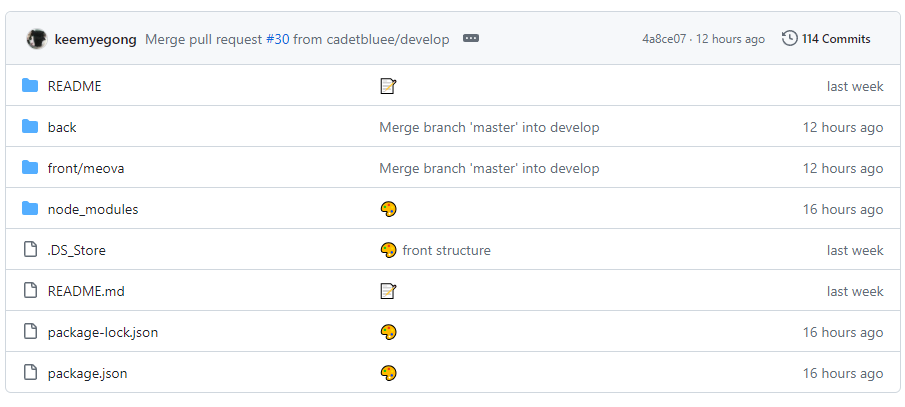 keemyegong Merge pull request #30 from cadetbluee/develop 4a8ce07 · 12 hours ago 114 Commits
README 📝 last week
back Merge branch 'master' into develop 12 hours ago
front/meova Merge branch 'master' into develop 12 hours ago
node_modules 🎨 16 hours ago
.DS_Store 🎨 front structure last week
README.md 📝 last week
package-lock.json 🎨 16 hours ago
package.json 🎨 16 hours ago